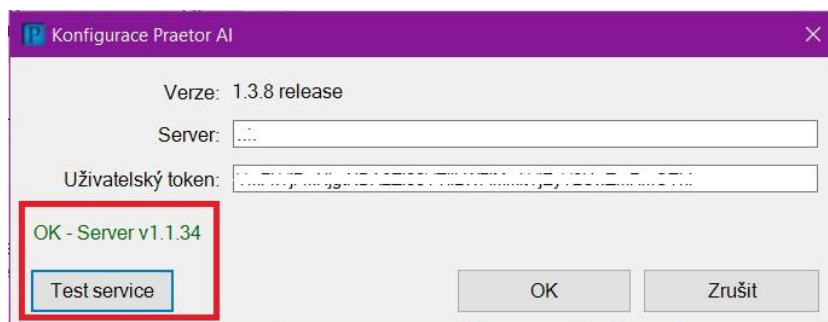 Konfigurace Praetor AI
Verze: 1.3.8 release
Server:
Uživatelský token:
OK - Server v1.1.34
Test service
OK Zrušit